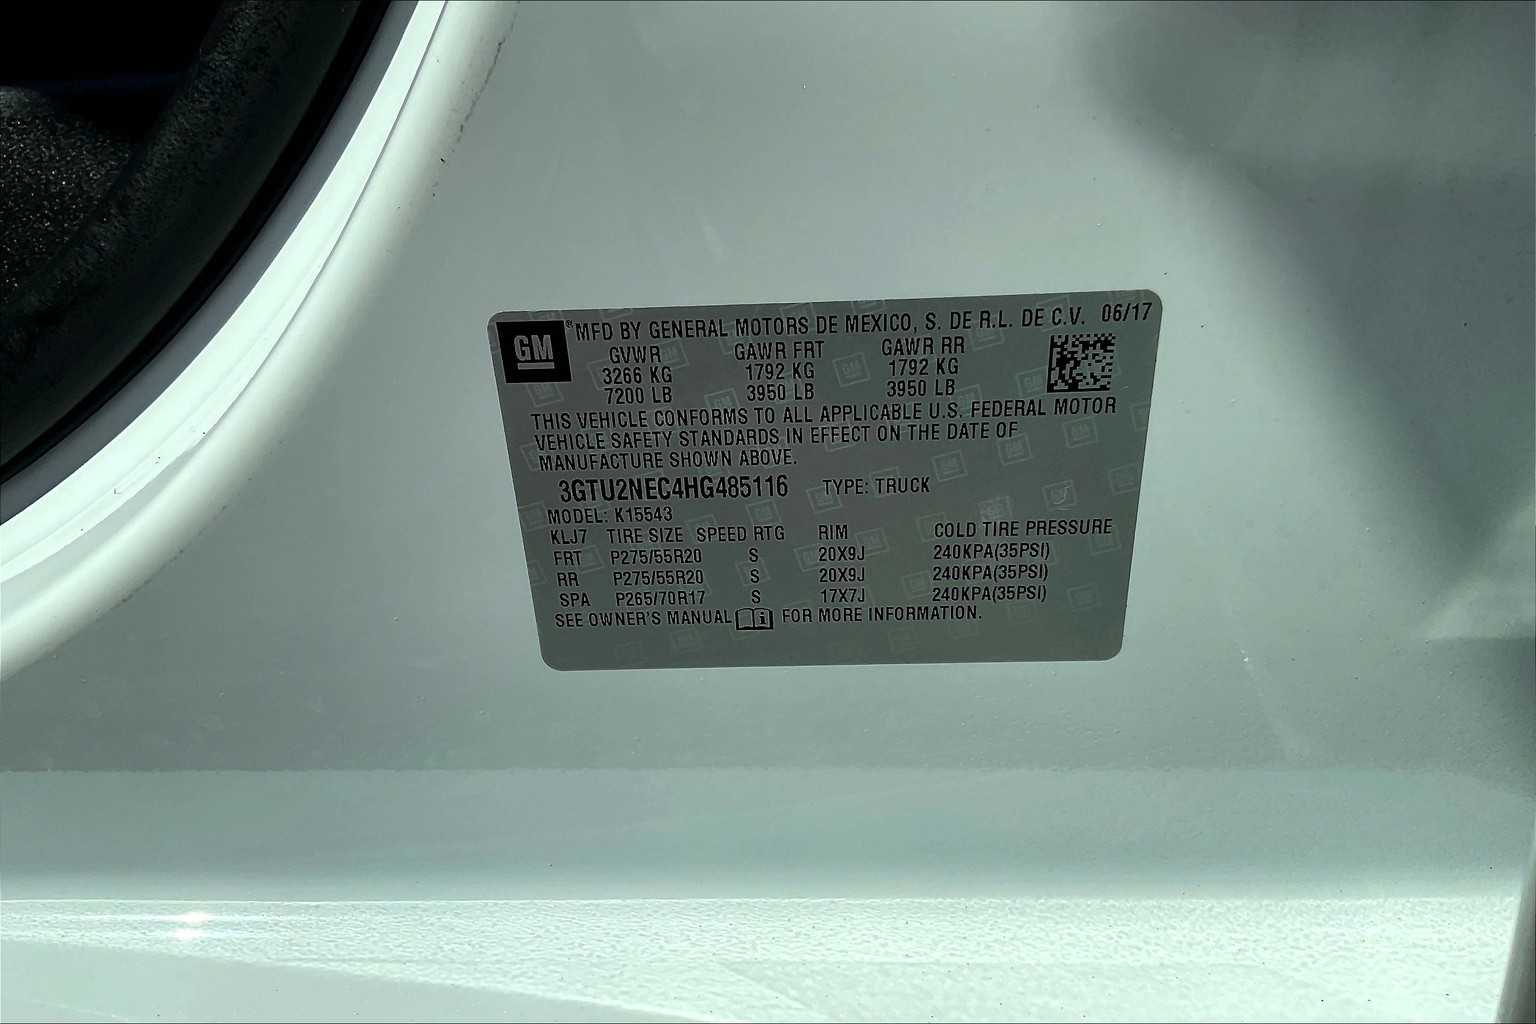 GM ® MFD BY GENERAL MOTORS DE MEXICO, S. DE R.L. DE C.V. 06/17
GVWR GAWR FRT GAWR RR
3266 KG 1792 KG 1792 KG
7200 LB 3950 LB 3950 LB
THIS VEHICLE CONFORMS TO ALL APPLICABLE U.S. FEDERAL MOTOR
VEHICLE SAFETY STANDARDS IN EFFECT ON THE DATE OF
MANUFACTURE SHOWN ABOVE.
3GTU2NEC4HG485116 TYPE: TRUCK
MODEL: K15543
KLJ7 TIRE SIZE SPEED RTG RIM COLD TIRE PRESSURE
FRT P275/55R20 S 20X9J 240KPA(35PSI)
RR P275/55R20 S 20X9J 240KPA(35PSI)
SPA P265/70R17 S 17X7J 240KPA(35PSI)
SEE OWNER'S MANUAL FOR MORE INFORMATION.